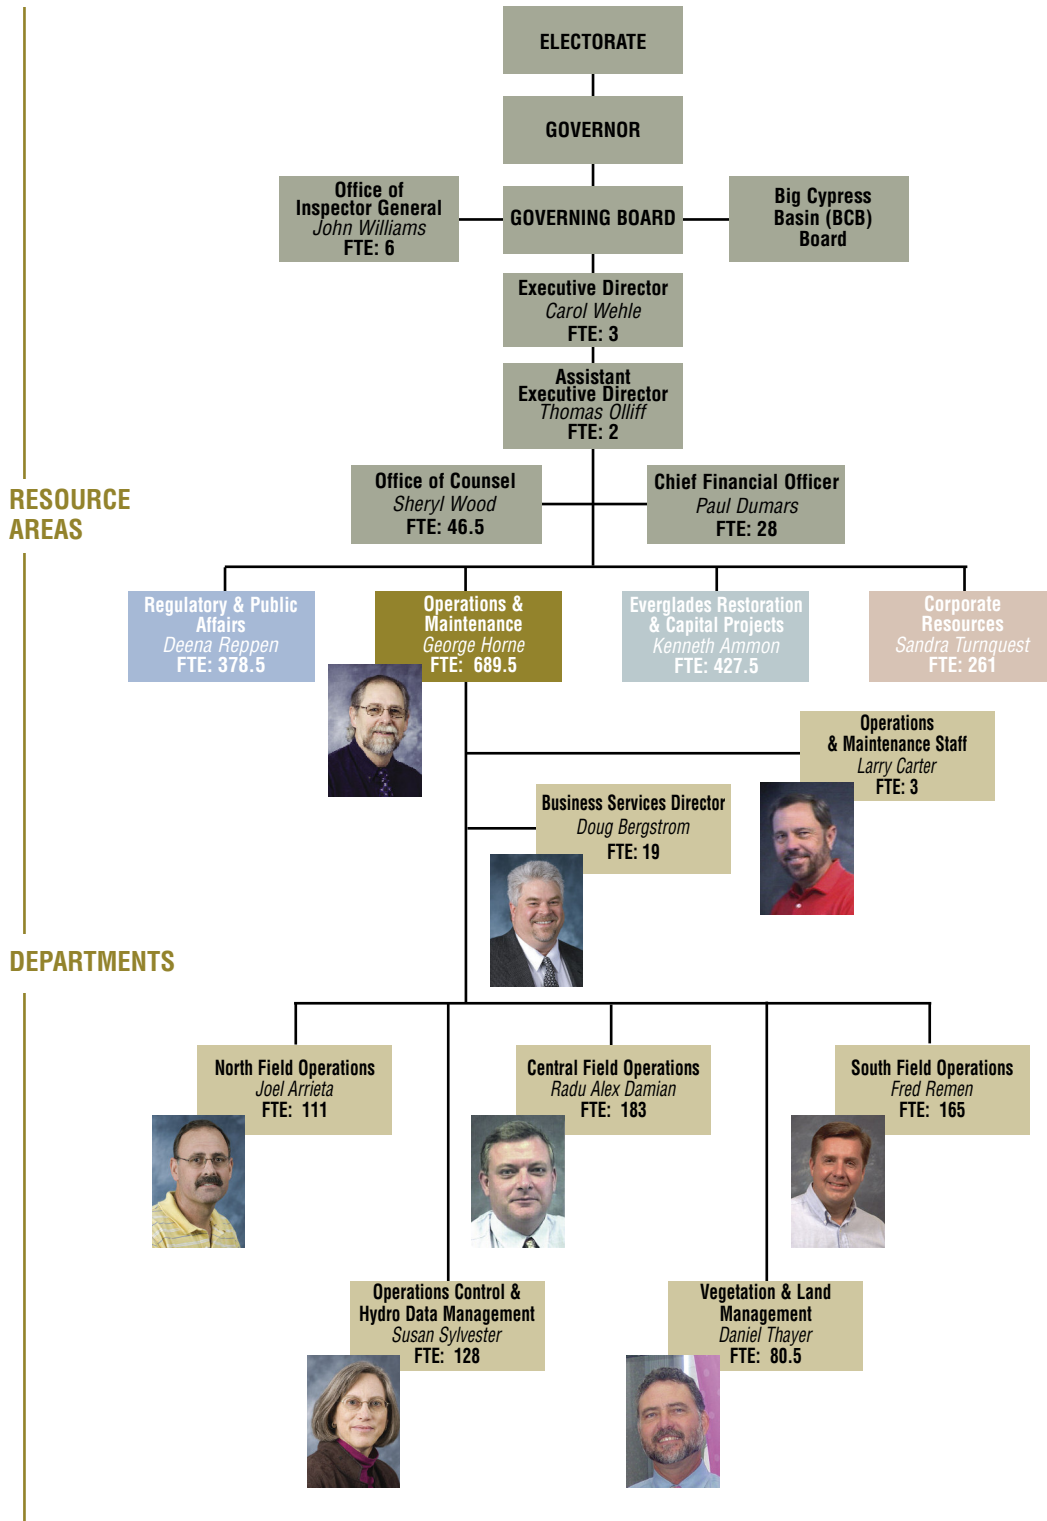 ELECTORATE
GOVERNOR
Office of
Inspector General
John Williams
FTE: 6
GOVERNING BOARD
Big Cypress
Basin (BCB)
Board
Executive Director
Carol Wehle
FTE: 3
Assistant
Executive Director
Thomas Olliff
FTE: 2
Office of Counsel
Sheryl Wood
FTE: 46.5
Chief Financial Officer
Paul Dumars
FTE: 28
RESOURCE
AREAS
Regulatory & Public
Affairs
Deena Reppen
FTE: 378.5
Operations &
Maintenance
George Horne
FTE: 689.5
Everglades Restoration
& Capital Projects
Kenneth Ammon
FTE: 427.5
Corporate
Resources
Sandra Turnquest
FTE: 261
Operations
& Maintenance Staff
Larry Carter
FTE: 3
Business Services Director
Doug Bergstrom
FTE: 19
DEPARTMENTS
North Field Operations
Joel Arrieta
FTE: 111
Central Field Operations
Radu Alex Damian
FTE: 183
South Field Operations
Fred Remen
FTE: 165
Operations Control &
Hydro Data Management
Susan Sylvester
FTE: 128
Vegetation & Land
Management
Daniel Thayer
FTE: 80.5